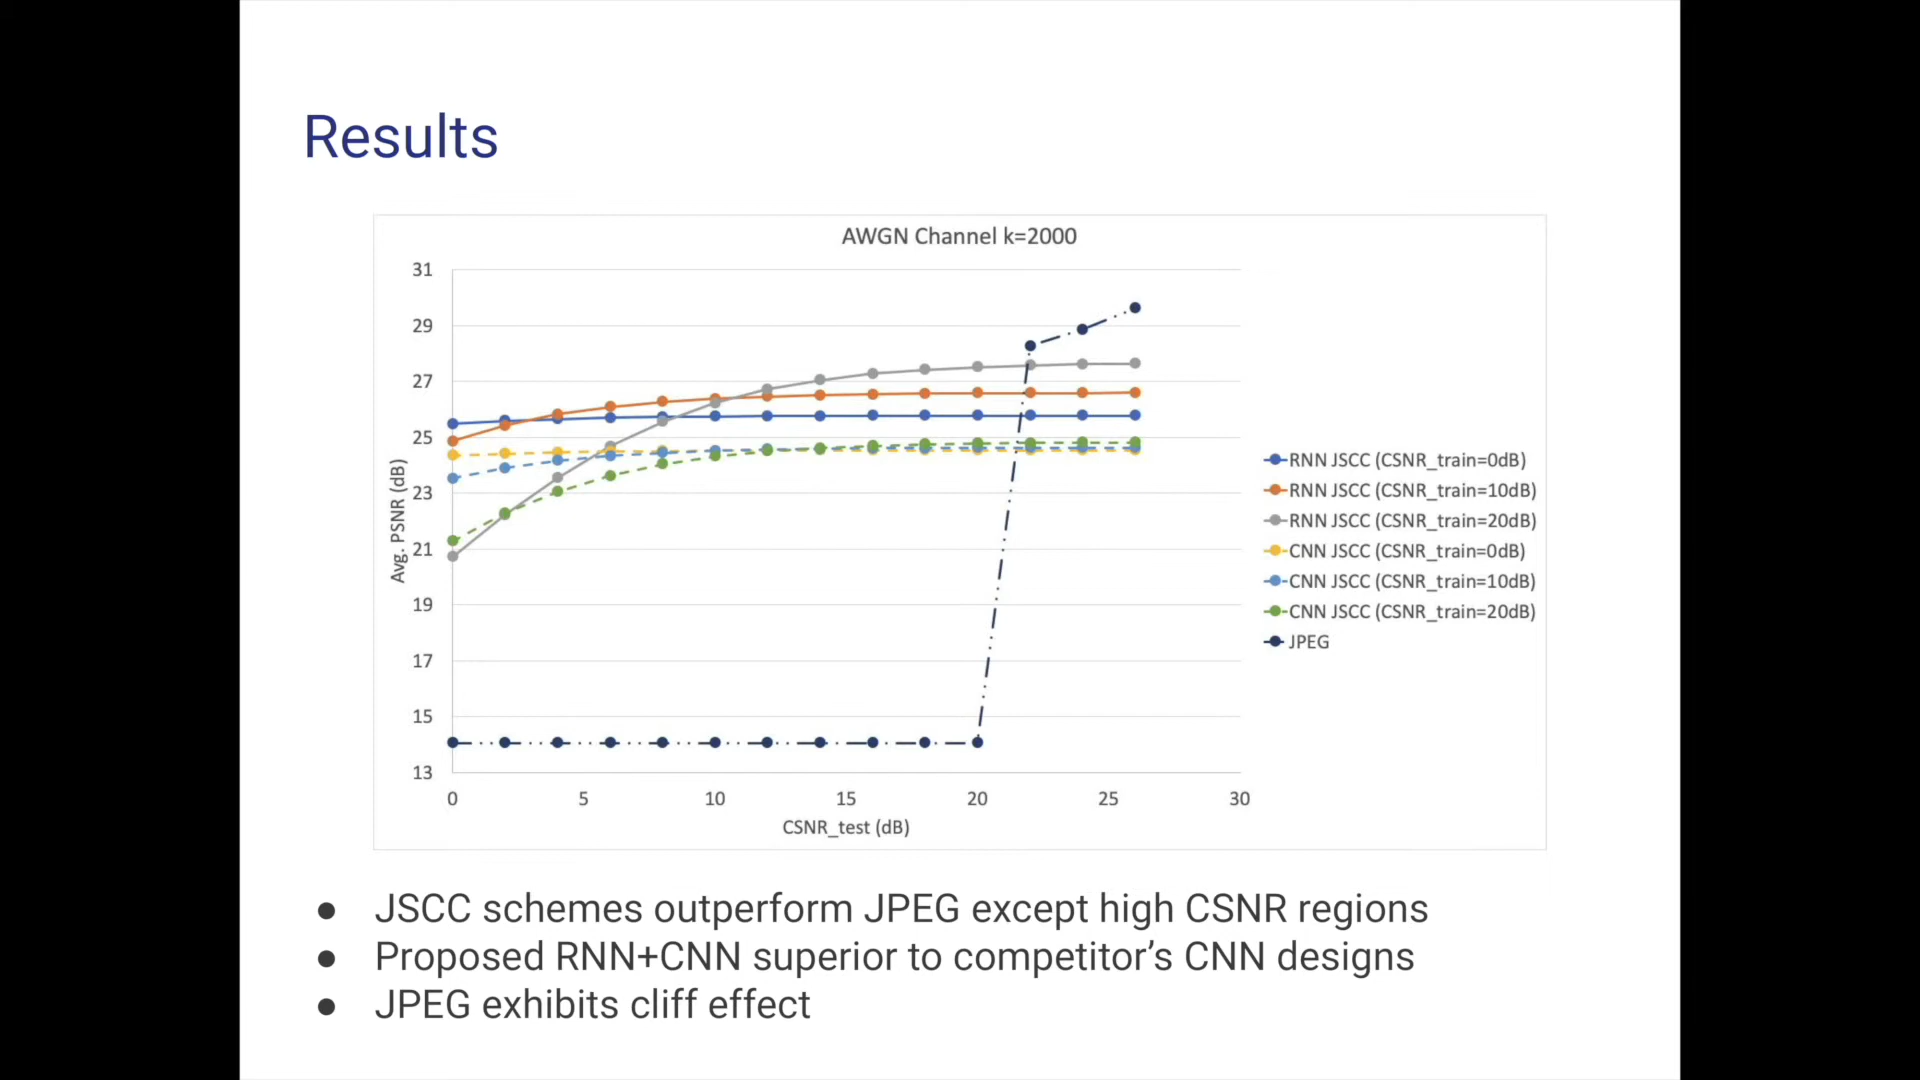 Results
AWGN Channel k=2000
31
29
27
25
23
21
19
17
15
13
Avg. PSNR (dB)
0 5 10 15 20 25 30
CSNR_test (dB)
RNN JSCC (CSNR_train=0dB)
RNN JSCC (CSNR_train=10dB)
RNN JSCC (CSNR_train=20dB)
CNN JSCC (CSNR_train=0dB)
CNN JSCC (CSNR_train=10dB)
CNN JSCC (CSNR_train=20dB)
JPEG
● JSCC schemes outperform JPEG except high CSNR regions
● Proposed RNN+CNN superior to competitor’s CNN designs
● JPEG exhibits cliff effect